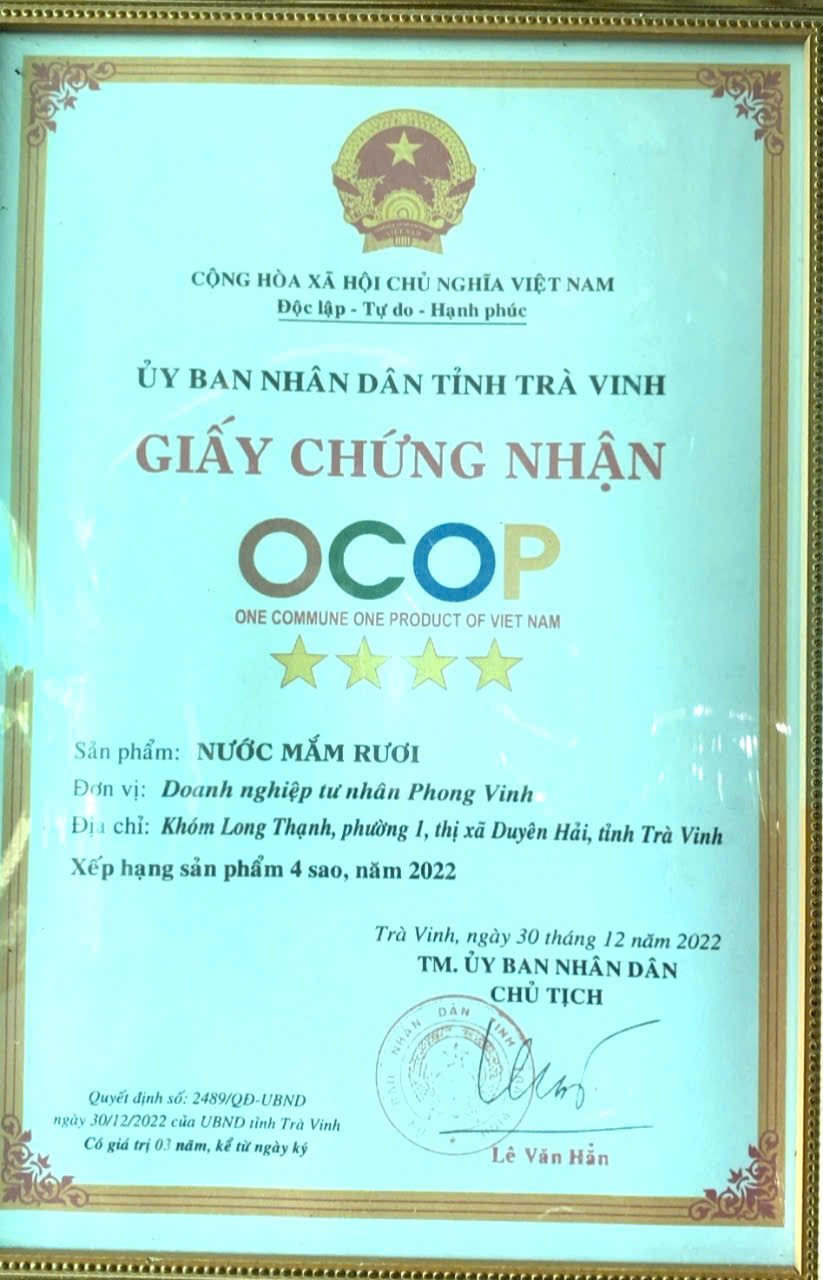 CỘNG HÒA XÃ HỘI CHỦ NGHĨA VIỆT NAM
Độc lập - Tự do - Hạnh phúc
ỦY BAN NHÂN DÂN TỈNH TRÀ VINH
GIẤY CHỨNG NHẬN
OCOP
ONE COMMUNE ONE PRODUCT OF VIET NAM
Sản phẩm: NƯỚC MẮM RƯƠI
Đơn vị: Doanh nghiệp tư nhân Phong Vinh
Địa chỉ: Khóm Long Thạnh, phường 1, thị xã Duyên Hải, tỉnh Trà Vinh
Xếp hạng sản phẩm 4 sao, năm 2022
Trà Vinh, ngày 30 tháng 12 năm 2022
TM. ỦY BAN NHÂN DÂN
CHỦ TỊCH
NHÂN DÂN TỈNH
Quyết định số: 2489/QĐ-UBND
ngày 30/12/2022 của UBND tỉnh Trà Vinh
Có giá trị 03 năm, kể từ ngày ký
Lê Văn Hẳn